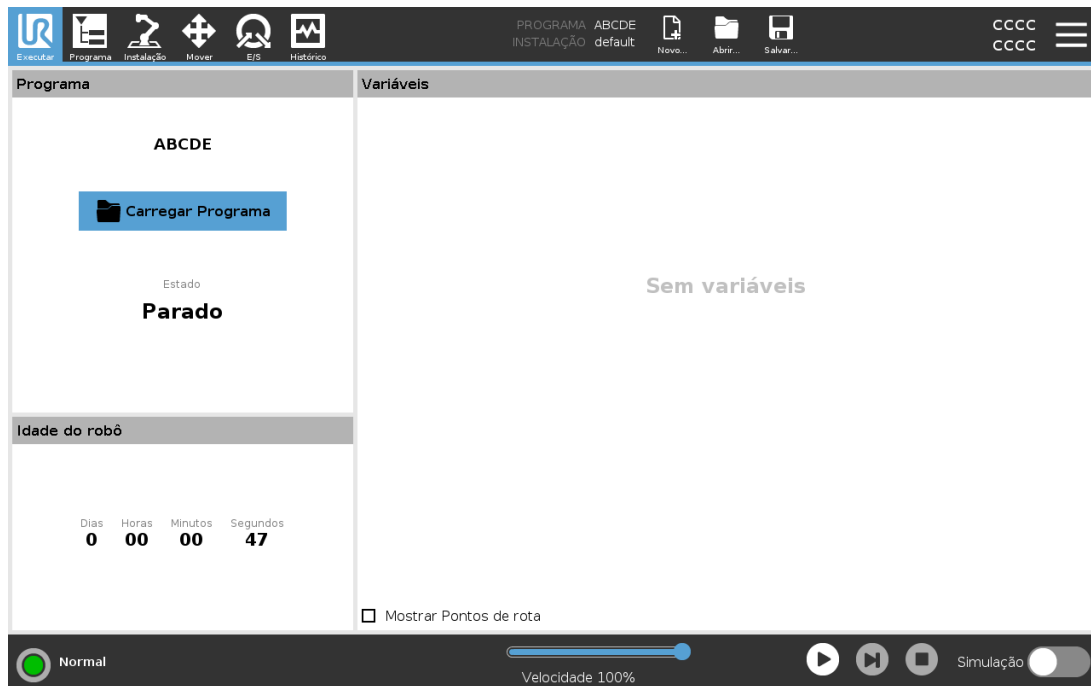 Executar Programa Instalação Mover E/S Histórico
PROGRAMA ABCDE
INSTALAÇÃO default
Novo... Abrir... Salvar...
CCCC
CCCC
Programa
ABCDE
Carregar Programa
Estado
Parado
Idade do robô
Dias Horas Minutos Segundos
0 00 00 47
Variáveis
Sem variáveis
Mostrar Pontos de rota
Normal
Velocidade 100%
Simulação